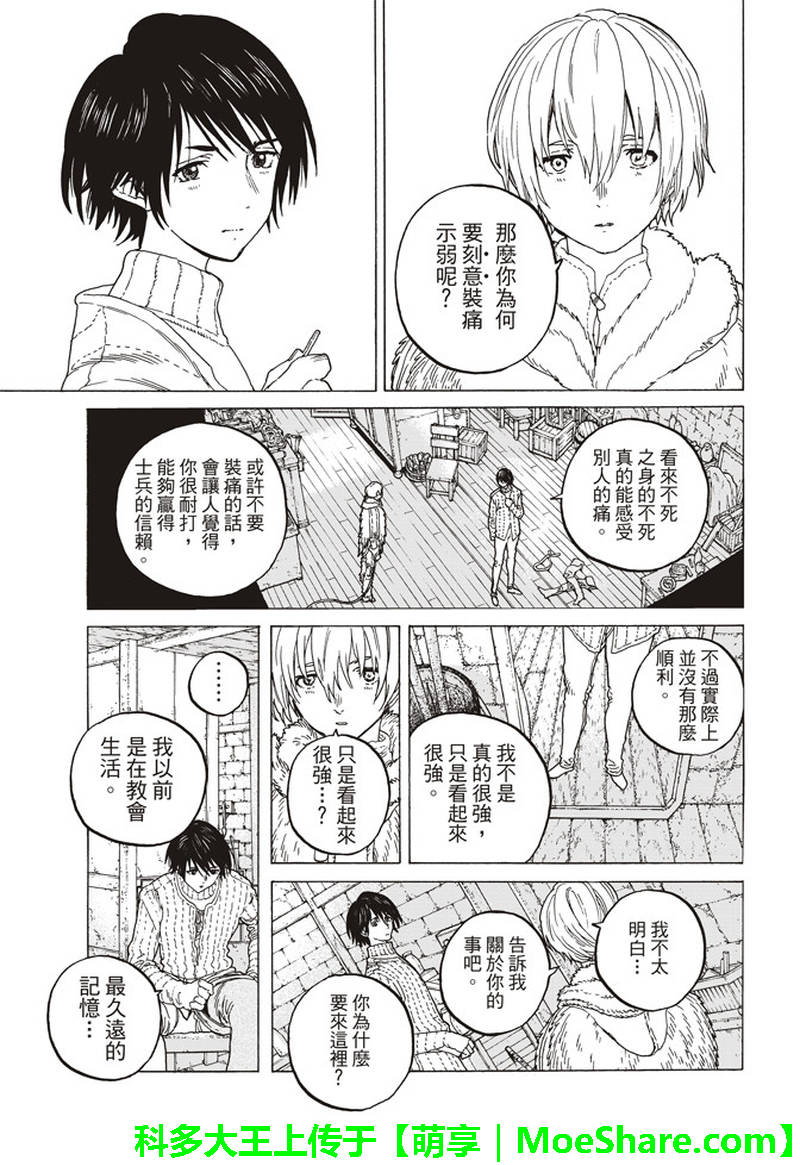 那麼你為何
要刻意裝痛
示弱呢？
看來不死
之身的不死
真的能感受
別人的痛。
或許不要
裝痛的話，
會讓人覺得
你很耐打，
能夠贏得
士兵的信賴。
不過實際上
並沒有那麼
順利。
我不是
真的很強，
只是看起來
很強。
只是看起來
很強…？
……
我以前
是在教會
生活。
我不太
明白…
告訴我
關於你的
事吧。
你為什麼
要來這裡？
最久遠的
記憶…
科多大王上传于【萌享 | MoeShare.com】